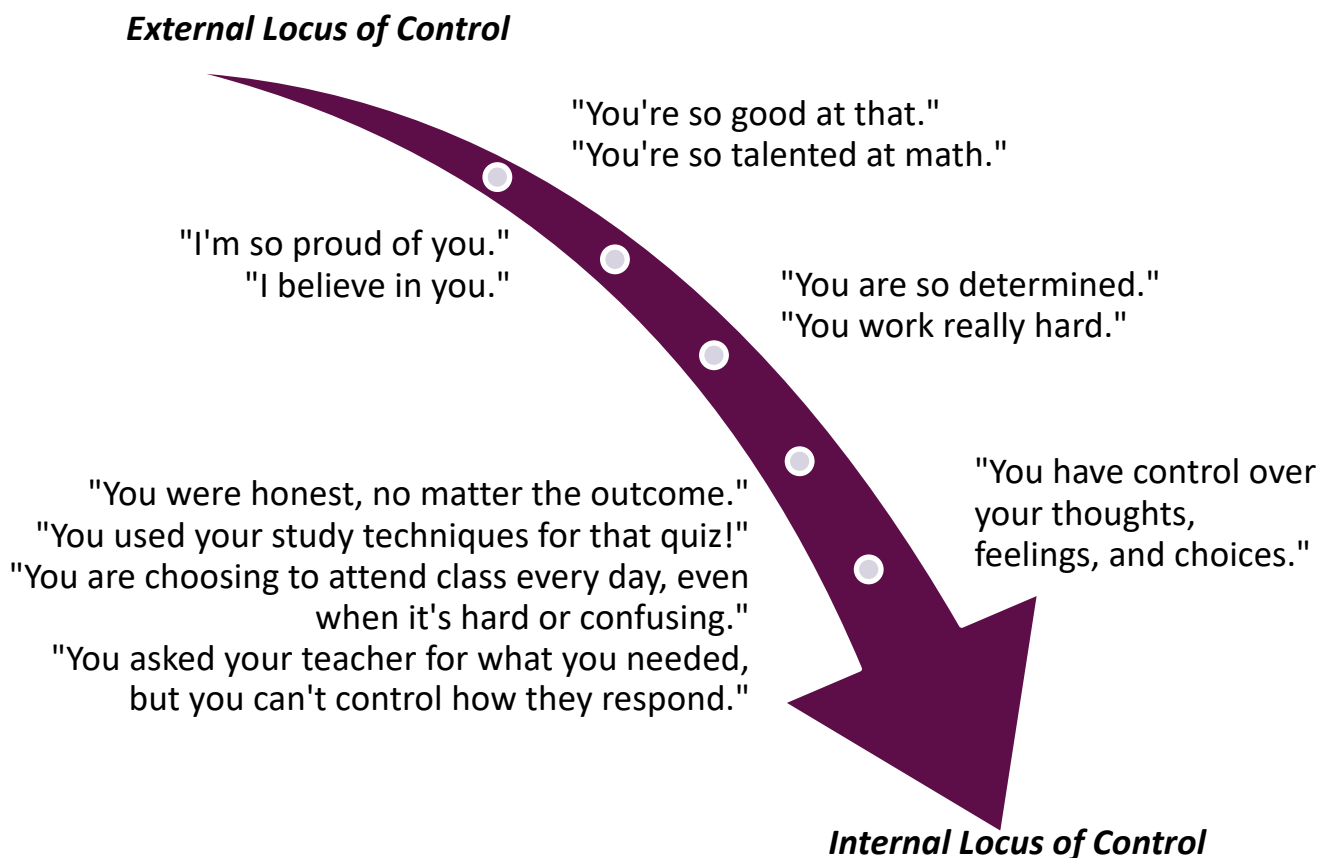 External Locus of Control
"You're so good at that."
"You're so talented at math."
"I'm so proud of you."
"I believe in you."
"You are so determined."
"You work really hard."
"You were honest, no matter the outcome."
"You used your study techniques for that quiz!"
"You are choosing to attend class every day, even
when it's hard or confusing."
"You asked your teacher for what you needed,
but you can't control how they respond."
"You have control over
your thoughts,
feelings, and choices."
Internal Locus of Control